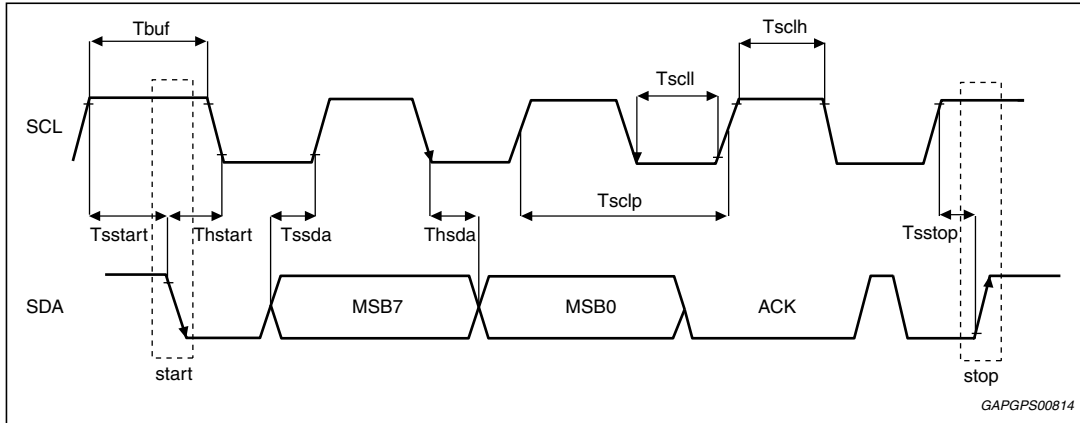 Tbuf
Tsclh
Tscll
SCL
Tsclp
Tsstart
Thstart
Tssda
Thsda
Tsstop
SDA
MSB7
MSB0
ACK
start
stop
GAPGPS00814